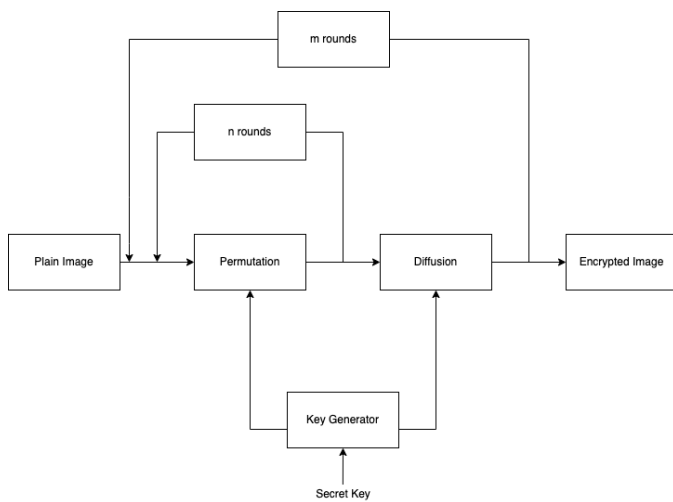 m rounds
n rounds
Plain Image
Permutation
Diffusion
Encrypted Image
Key Generator
Secret Key